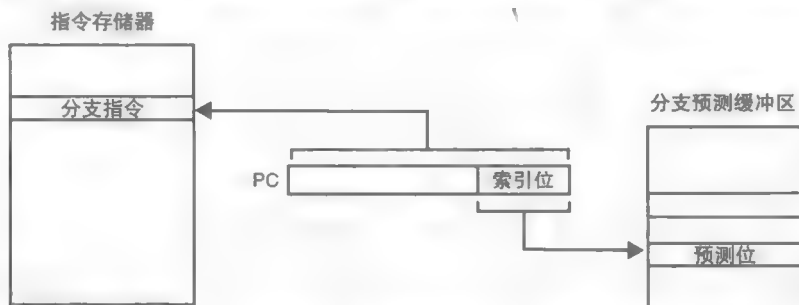 指令存储器
分支指令
分支预测缓冲区
PC
索引位
预测位